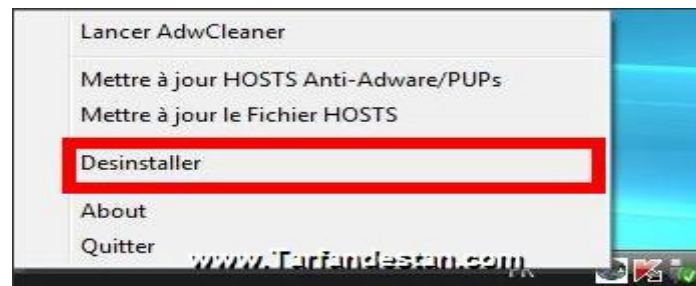 Lancer AdwCleaner
Mettre à jour HOSTS Anti-Adware/PUPs
Mettre à jour le Fichier HOSTS
Desinstaller
About
Quitter
www.Tarfandestan.com
FR